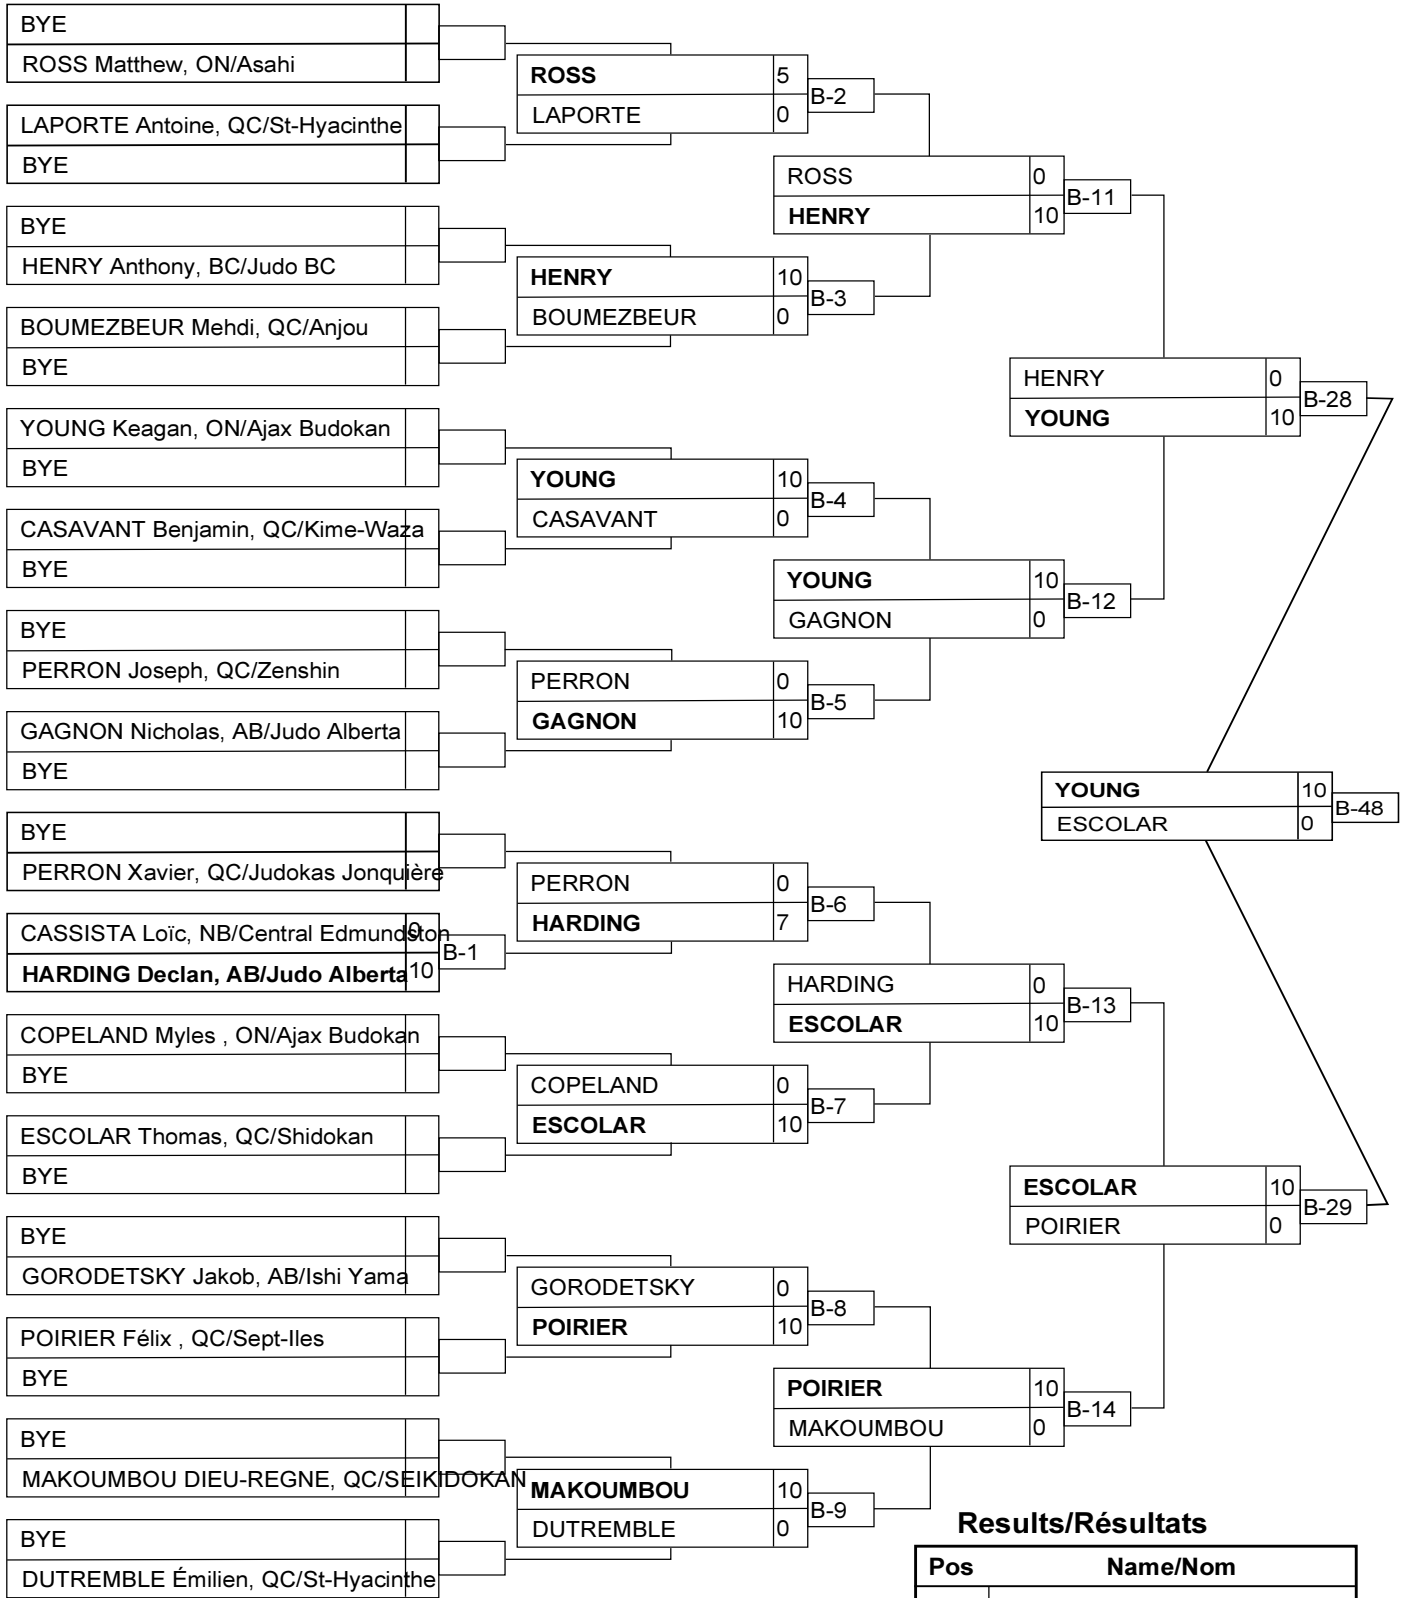 BYE
ROSS Matthew, ON/Asahi
LAPORTE Antoine, QC/St-Hyacinthe
BYE
BYE
HENRY Anthony, BC/Judo BC
BOUMEZBEUR Mehdi, QC/Anjou
BYE
YOUNG Keagan, ON/Ajax Budokan
BYE
CASAVANT Benjamin, QC/Kime-Waza
BYE
BYE
PERRON Joseph, QC/Zenshin
GAGNON Nicholas, AB/Judo Alberta
BYE
BYE
PERRON Xavier, QC/Judokas Jonquière
CASSISTA Loïc, NB/Central Edmundston 0
HARDING Declan, AB/Judo Alberta 10
B-1
COPELAND Myles , ON/Ajax Budokan
BYE
ESCOLAR Thomas, QC/Shidokan
BYE
BYE
GORODETSKY Jakob, AB/Ishi Yama
POIRIER Félix , QC/Sept-Iles
BYE
BYE
MAKOUMBOU DIEU-REGNE, QC/SEIKIDOKAN
BYE
DUTREMBLE Émilien, QC/St-Hyacinthe
ROSS 5
LAPORTE 0
B-2
HENRY 10
BOUMEZBEUR 0
B-3
YOUNG 10
CASAVANT 0
B-4
PERRON 0
GAGNON 10
B-5
PERRON 0
HARDING 7
B-6
COPELAND 0
ESCOLAR 10
B-7
GORODETSKY 0
POIRIER 10
B-8
MAKOUMBOU 10
DUTREMBLE 0
B-9
ROSS 0
HENRY 10
B-11
YOUNG 10
GAGNON 0
B-12
HARDING 0
ESCOLAR 10
B-13
POIRIER 10
MAKOUMBOU 0
B-14
HENRY 0
YOUNG 10
B-28
ESCOLAR 10
POIRIER 0
B-29
YOUNG 10
ESCOLAR 0
B-48
Results/Résultats
Pos Name/Nom